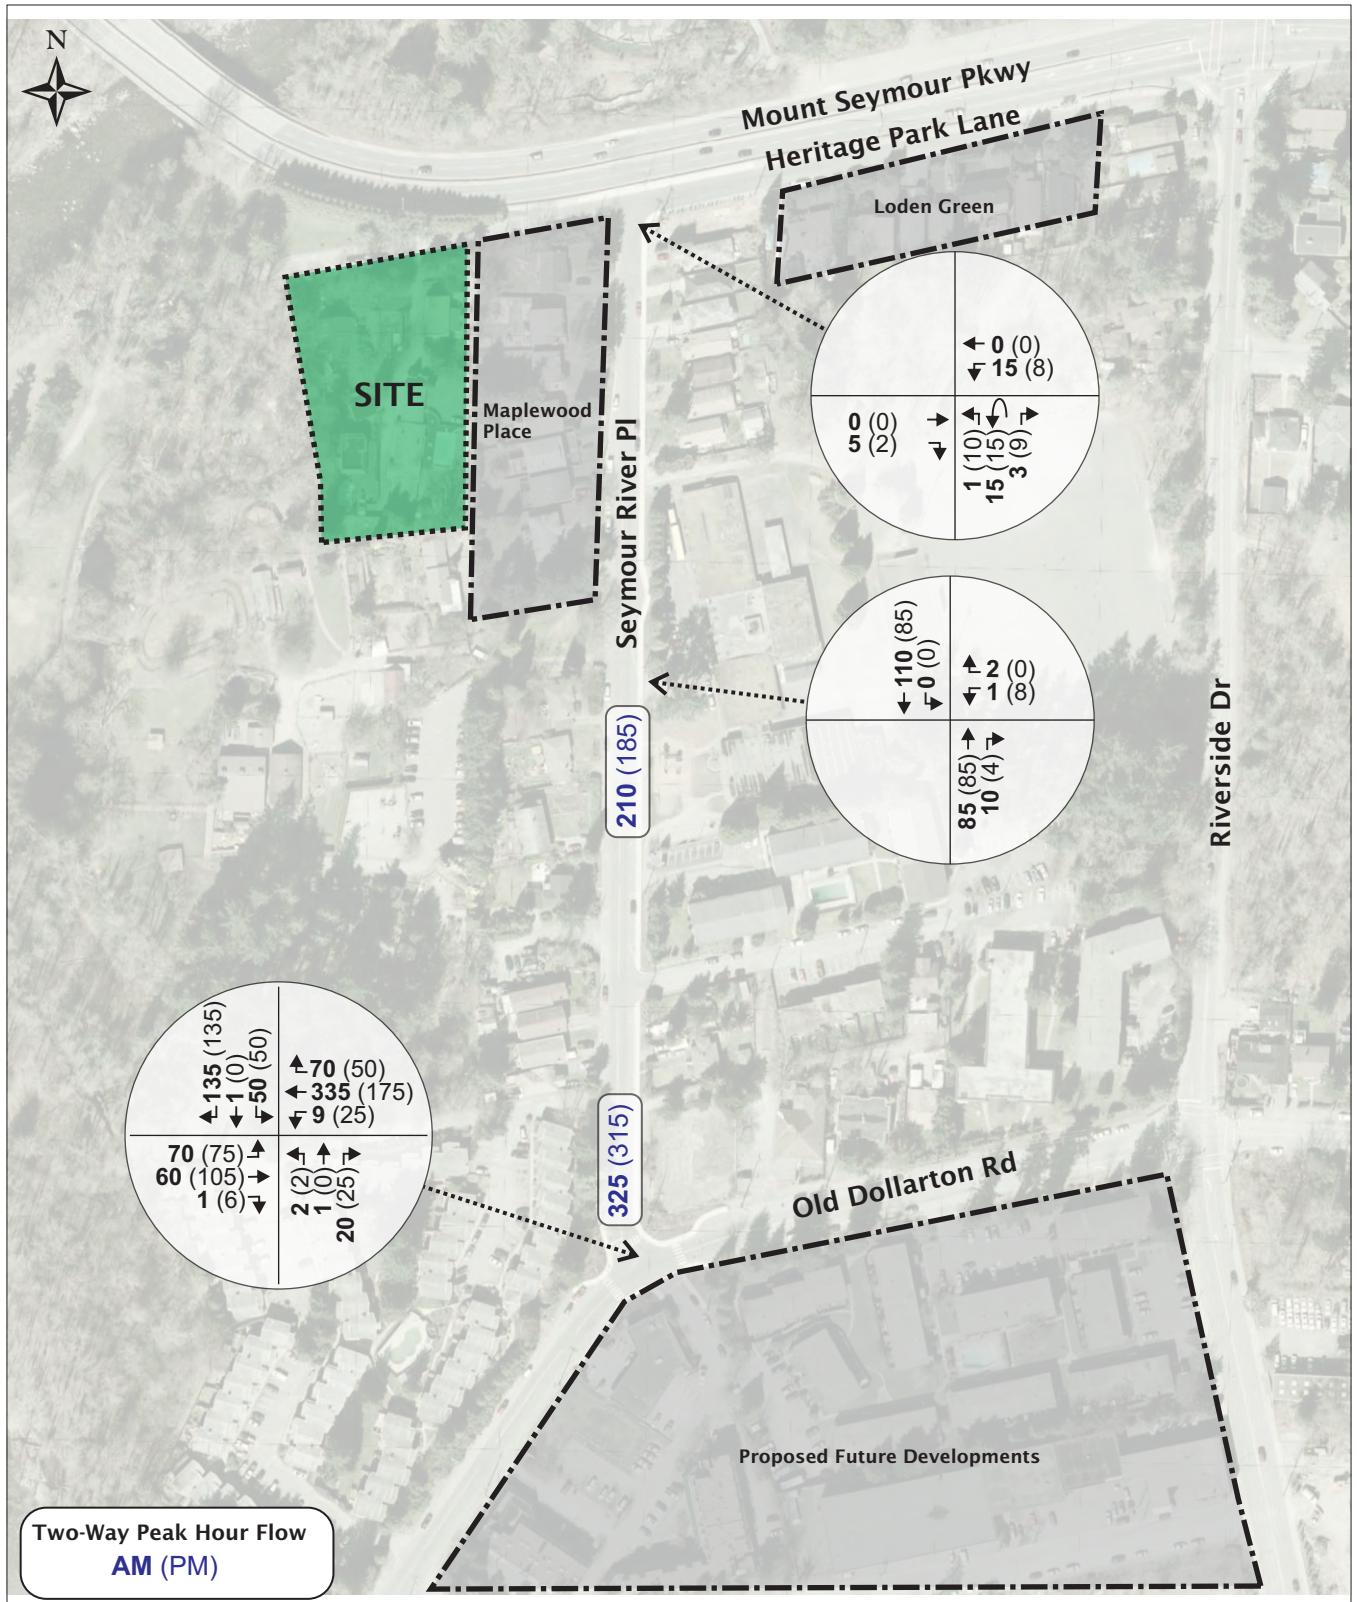 N
Mount Seymour Pkwy
Heritage Park Lane
Loden Green
0 (0)
15 (8)
0 (0)
5 (2)
1 (10)
15 (15)
3 (9)
SITE
Maplewood
Place
Seymour River Pl
110 (85)
0 (0)
2 (0)
1 (8)
85 (85)
10 (4)
210 (185)
Riverside Dr
135 (135)
1 (0)
50 (50)
70 (50)
335 (175)
9 (25)
70 (75)
60 (105)
1 (6)
2 (2)
1 (0)
20 (25)
325 (315)
Old Dollarton Rd
Proposed Future Developments
Two-Way Peak Hour Flow
AM (PM)